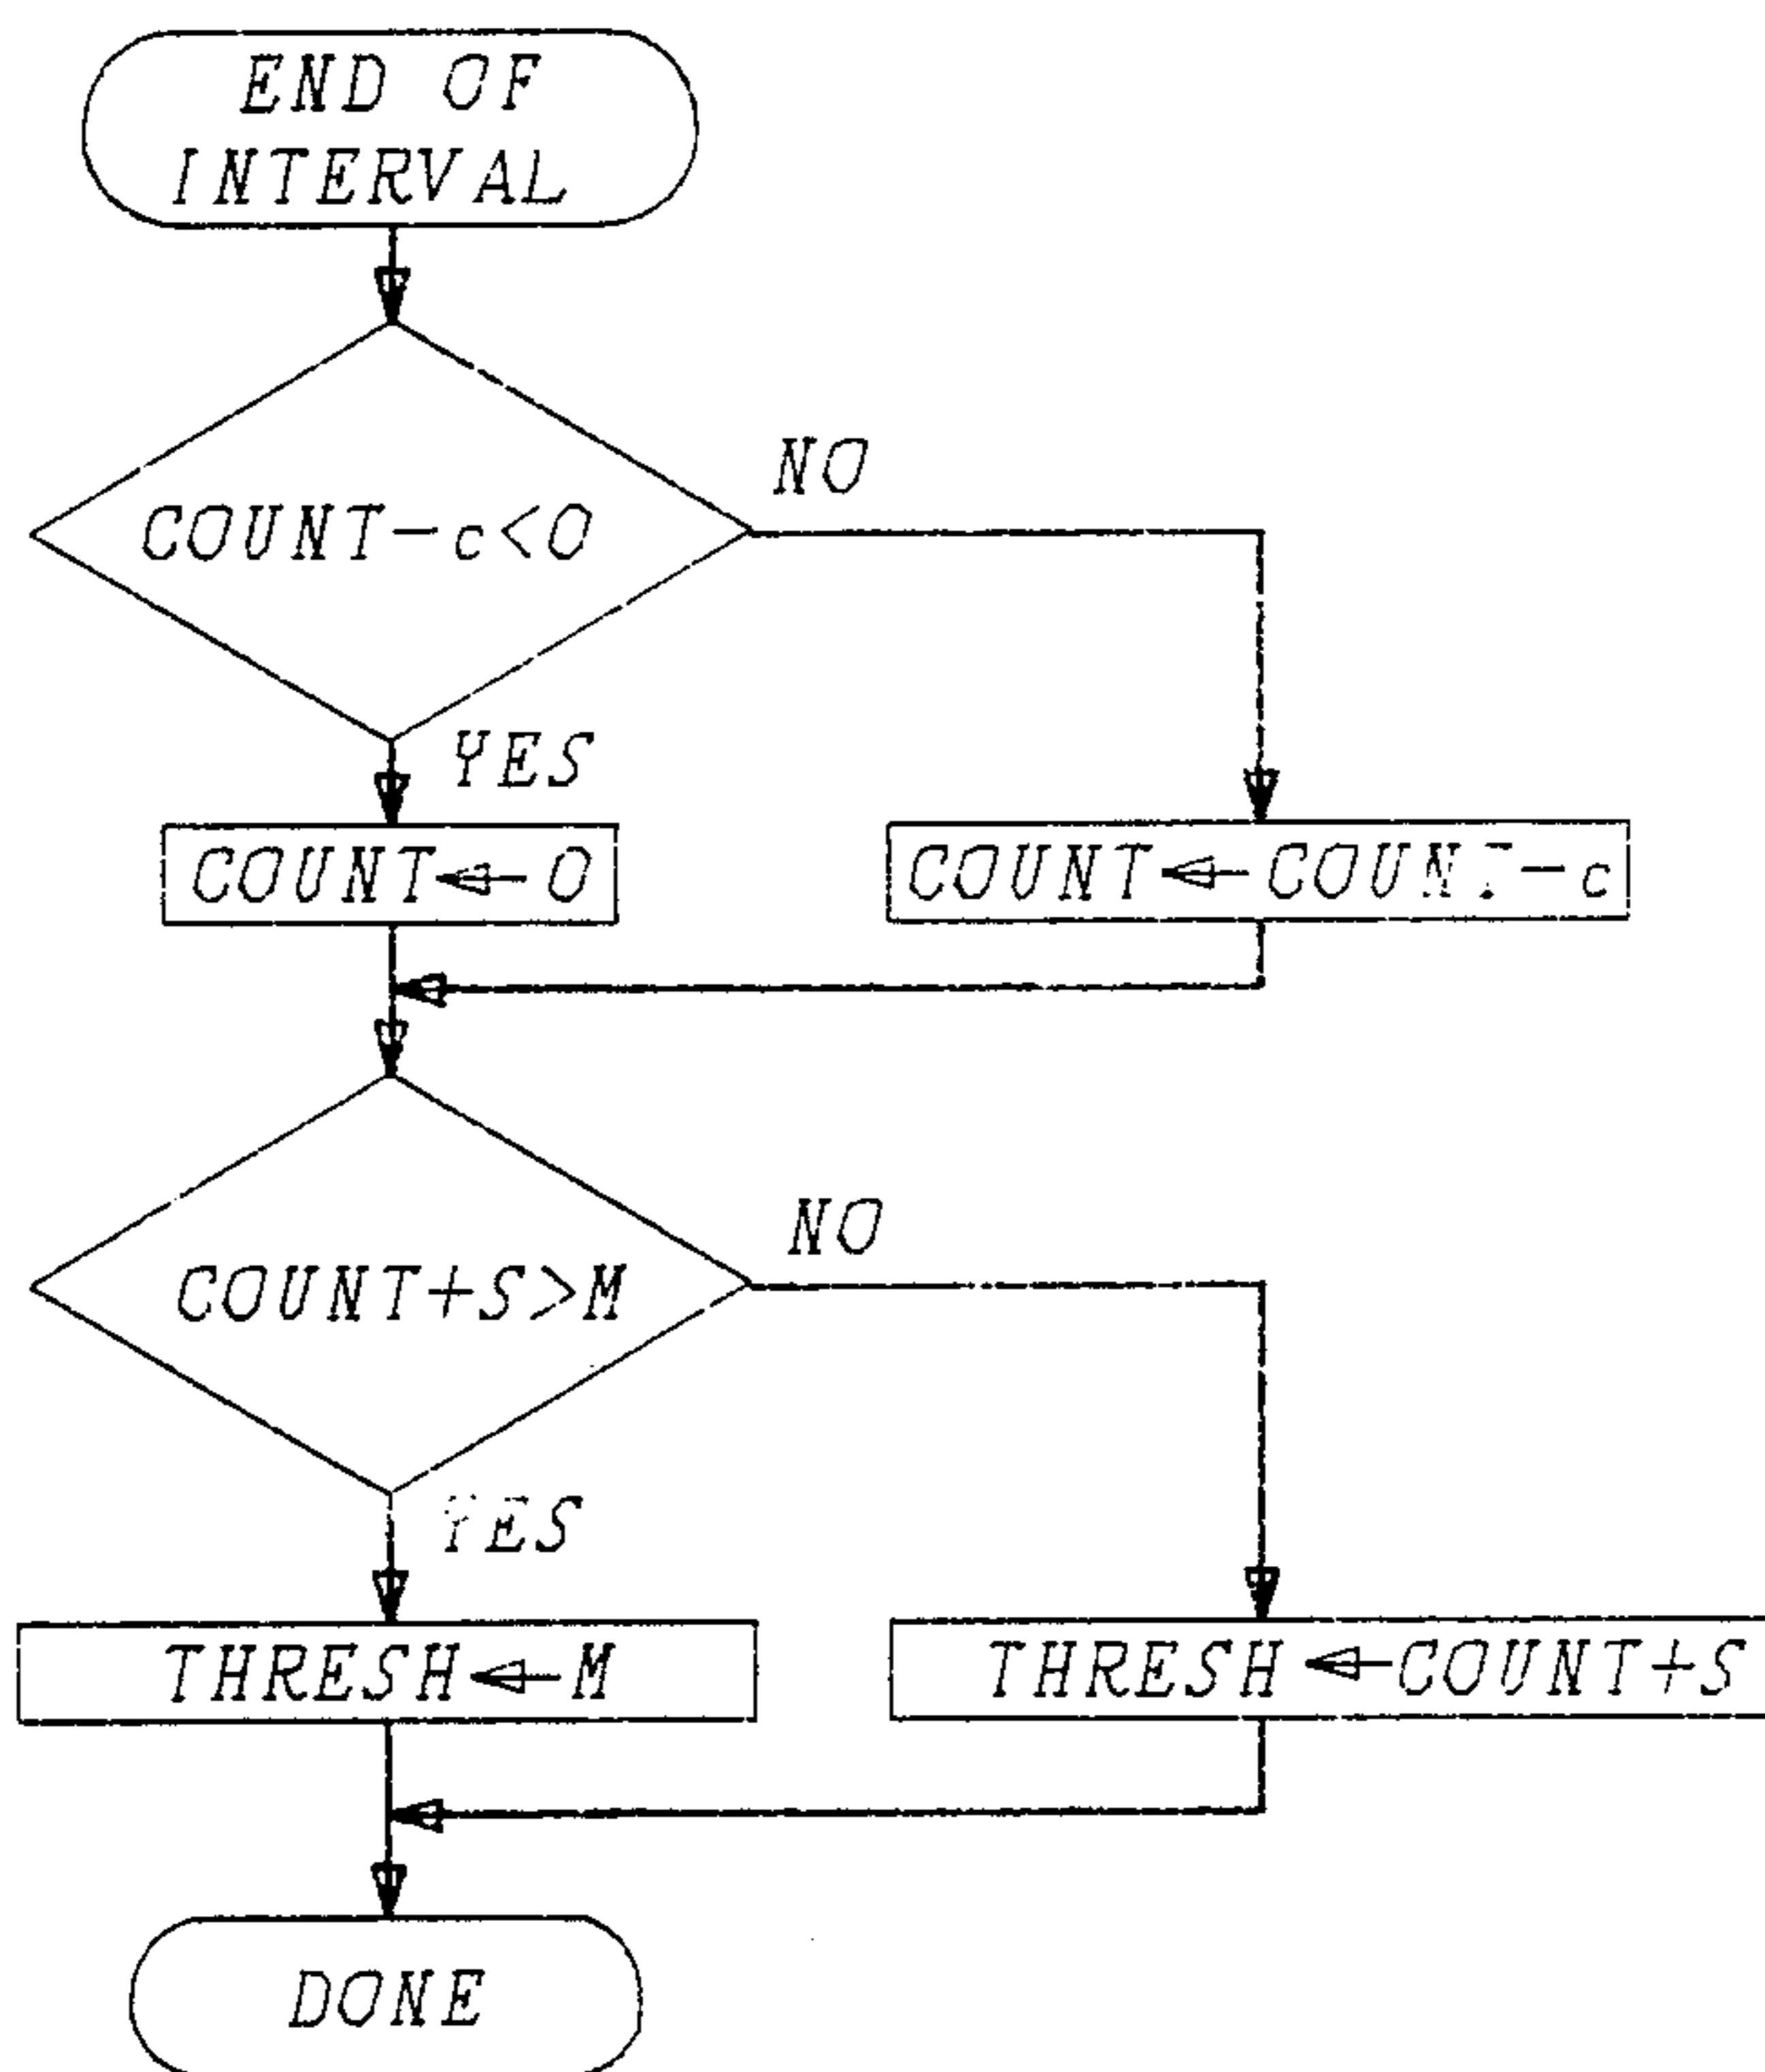 END OF
INTERVAL
COUNT-c<0
NO
YES
COUNT←0
COUNT←COUNT-c
COUNT+S>M
NO
YES
THRESH←M
THRESH←COUNT+S
DONE